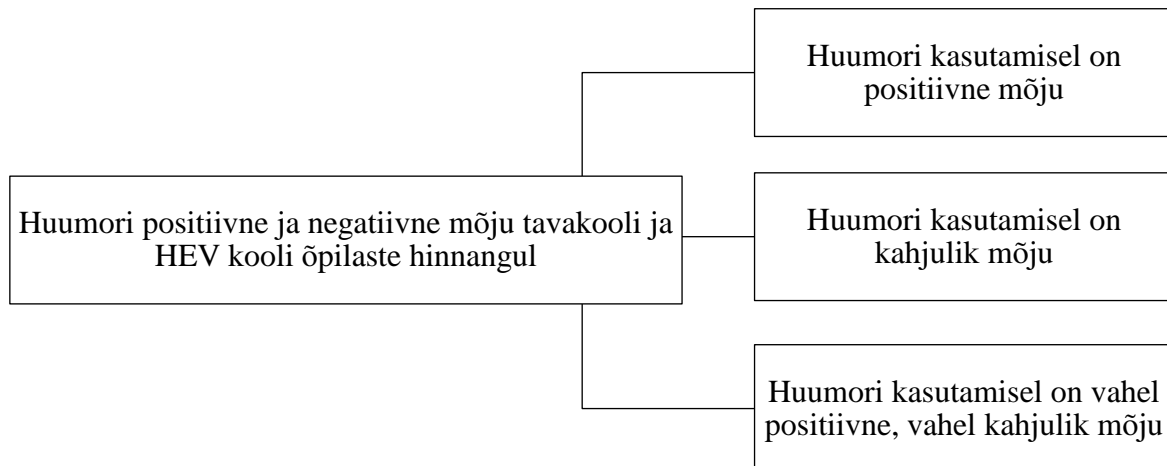 Huumori kasutamisel on
positiivne mõju
Huumori positiivne ja negatiivne mõju tavakooli ja
HEV kooli õpilaste hinnangul
Huumori kasutamisel on
kahjulik mõju
Huumori kasutamisel on vahel
positiivne, vahel kahjulik mõju